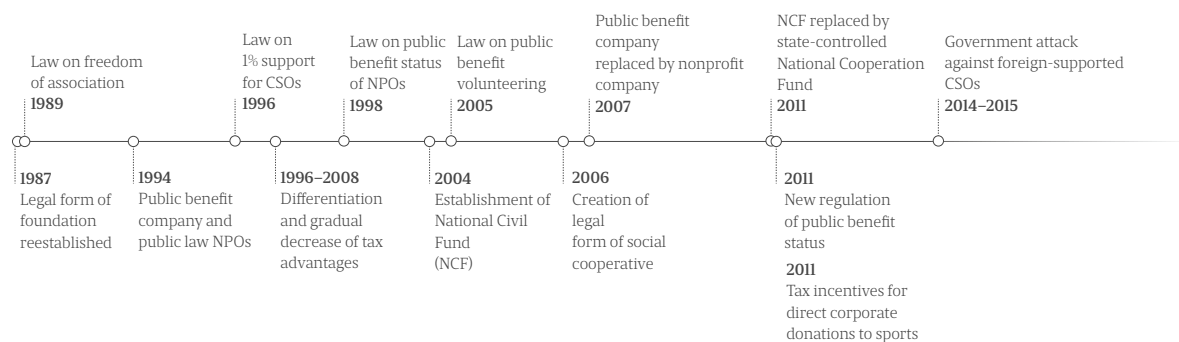 Law on freedom
of association
1989
Law on
1% support
for CSOs
1996
Law on public
benefit status
of NPOs
1998
Law on public
benefit
volunteering
2005
Public benefit
company
replaced by nonprofit
company
2007
NCF replaced by
state-controlled
National Cooperation
Fund
2011
Government attack
against foreign-supported
CSOs
2014–2015
1987
Legal form of
foundation
reestablished
1994
Public benefit
company and
public law NPOs
1996–2008
Differentiation
and gradual
decrease of tax
advantages
2004
Establishment of
National Civil
Fund
(NCF)
2006
Creation of
legal
form of social
cooperative
2011
New regulation
of public benefit
status
2011
Tax incentives for
direct corporate
donations to sports